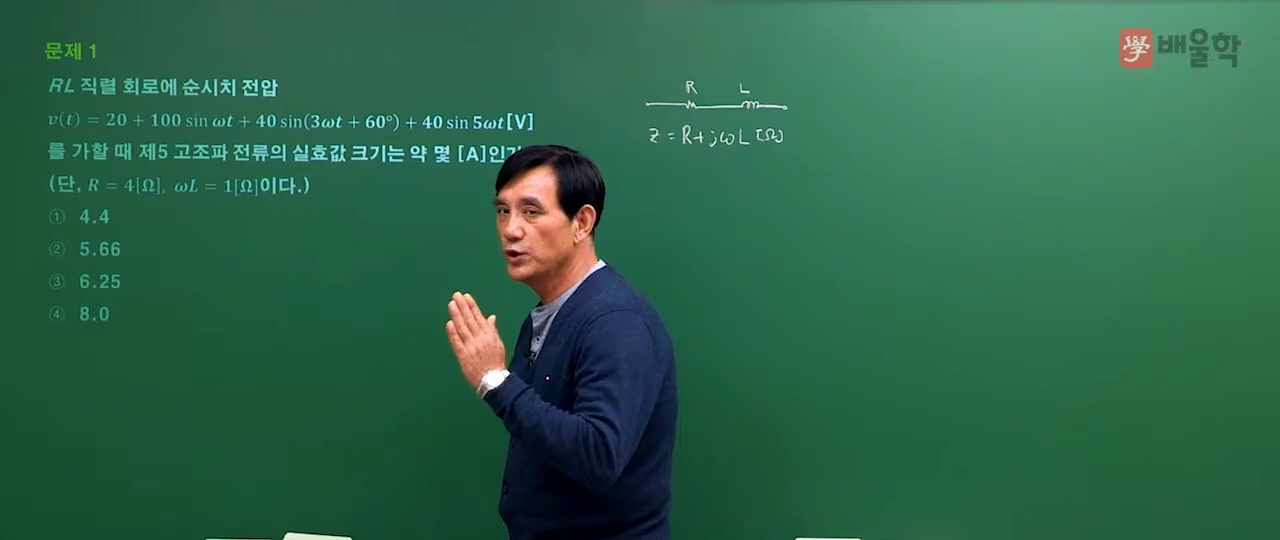 문제 1
RL 직렬 회로에 순시치 전압
v(t) = 20 + 100 sin ωt + 40 sin(3ωt + 60°) + 40 sin 5ωt[V]
를 가할 때 제5 고조파 전류의 실효값 크기는 약 몇 [A]인가
(단, R = 4[Ω], ωL = 1[Ω]이다.)
① 4.4
② 5.66
③ 6.25
④ 8.0
R L
Z = R + jωL [Ω]
學 배울학